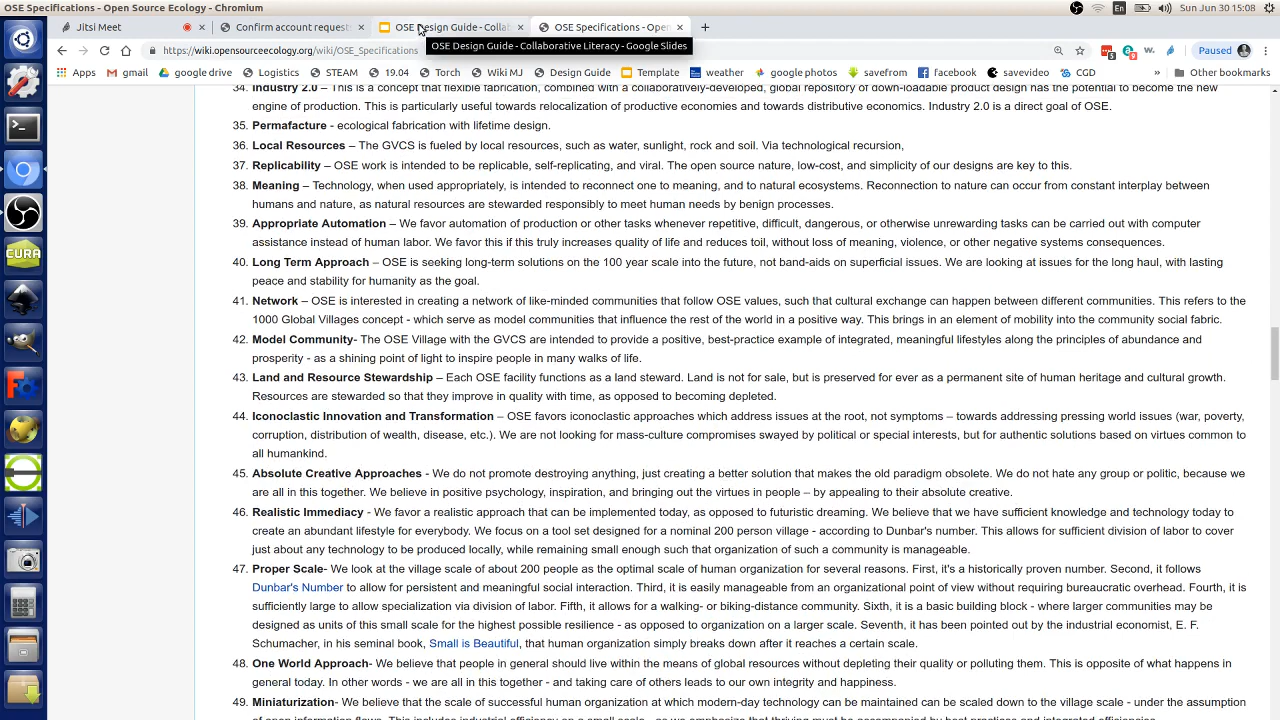 OSE Specifications - Open Source Ecology - Chromium
En
Sun Jun 30 15:08
Jitsi Meet
Confirm account requests
OSE Design Guide - Collab
OSE Specifications - Open
https://wiki.opensourceecology.org/wiki/OSE_Specifications
OSE Design Guide - Collaborative Literacy - Google Slides
Paused
Apps
gmail
google drive
Logistics
STEAM
19.04
Torch
Wiki MJ
Design Guide
Template
weather
google photos
savefrom
facebook
savevideo
CGD
»
Other bookmarks
CURA
34. Industry 2.0 – This is a concept that flexible fabrication, combined with a collaboratively-developed, global repository of down-loadable product design has the potential to become the new
engine of production. This is particularly useful towards relocalization of productive economies and towards distributive economics. Industry 2.0 is a direct goal of OSE.
35. Permafacture - ecological fabrication with lifetime design.
36. Local Resources – The GVCS is fueled by local resources, such as water, sunlight, rock and soil. Via technological recursion,
37. Replicability – OSE work is intended to be replicable, self-replicating, and viral. The open source nature, low-cost, and simplicity of our designs are key to this.
38. Meaning – Technology, when used appropriately, is intended to reconnect one to meaning, and to natural ecosystems. Reconnection to nature can occur from constant interplay between
humans and nature, as natural resources are stewarded responsibly to meet human needs by benign processes.
39. Appropriate Automation – We favor automation of production or other tasks whenever repetitive, difficult, dangerous, or otherwise unrewarding tasks can be carried out with computer
assistance instead of human labor. We favor this if this truly increases quality of life and reduces toil, without loss of meaning, violence, or other negative systems consequences.
40. Long Term Approach – OSE is seeking long-term solutions on the 100 year scale into the future, not band-aids on superficial issues. We are looking at issues for the long haul, with lasting
peace and stability for humanity as the goal.
41. Network – OSE is interested in creating a network of like-minded communities that follow OSE values, such that cultural exchange can happen between different communities. This refers to the
1000 Global Villages concept - which serve as model communities that influence the rest of the world in a positive way. This brings in an element of mobility into the community social fabric.
42. Model Community- The OSE Village with the GVCS are intended to provide a positive, best-practice example of integrated, meaningful lifestyles along the principles of abundance and
prosperity - as a shining point of light to inspire people in many walks of life.
43. Land and Resource Stewardship – Each OSE facility functions as a land steward. Land is not for sale, but is preserved for ever as a permanent site of human heritage and cultural growth.
Resources are stewarded so that they improve in quality with time, as opposed to becoming depleted.
44. Iconoclastic Innovation and Transformation – OSE favors iconoclastic approaches which address issues at the root, not symptoms – towards addressing pressing world issues (war, poverty,
corruption, distribution of wealth, disease, etc.). We are not looking for mass-culture compromises swayed by political or special interests, but for authentic solutions based on virtues common to
all humankind.
45. Absolute Creative Approaches - We do not promote destroying anything, just creating a better solution that makes the old paradigm obsolete. We do not hate any group or politic, because we
are all in this together. We believe in positive psychology, inspiration, and bringing out the virtues in people – by appealing to their absolute creative.
46. Realistic Immediacy - We favor a realistic approach that can be implemented today, as opposed to futuristic dreaming. We believe that we have sufficient knowledge and technology today to
create an abundant lifestyle for everybody. We focus on a tool set designed for a nominal 200 person village - according to Dunbar's number. This allows for sufficient division of labor to cover
just about any technology to be produced locally, while remaining small enough such that organization of such a community is manageable.
47. Proper Scale- We look at the village scale of about 200 people as the optimal scale of human organization for several reasons. First, it's a historically proven number. Second, it follows
Dunbar's Number to allow for persistent and meaningful social interaction. Third, it is easily manageable from an organizational point of view without requiring bureaucratic overhead. Fourth, it is
sufficiently large to allow specialization via division of labor. Fifth, it allows for a walking- or biking-distance community. Sixth, it is a basic building block - where larger communities may be
designed as units of this small scale for the highest possible resilience - as opposed to organization on a larger scale. Seventh, it has been pointed out by the industrial economist, E. F.
Schumacher, in his seminal book, Small is Beautiful, that human organization simply breaks down after it reaches a certain scale.
48. One World Approach- We believe that people in general should live within the means of global resources without depleting their quality or polluting them. This is opposite of what happens in
general today. In other words - we are all in this together - and taking care of others leads to our own integrity and happiness.
49. Miniaturization- We believe that the scale of successful human organization at which modern-day technology can be maintained can be scaled down to the village scale - under the assumption